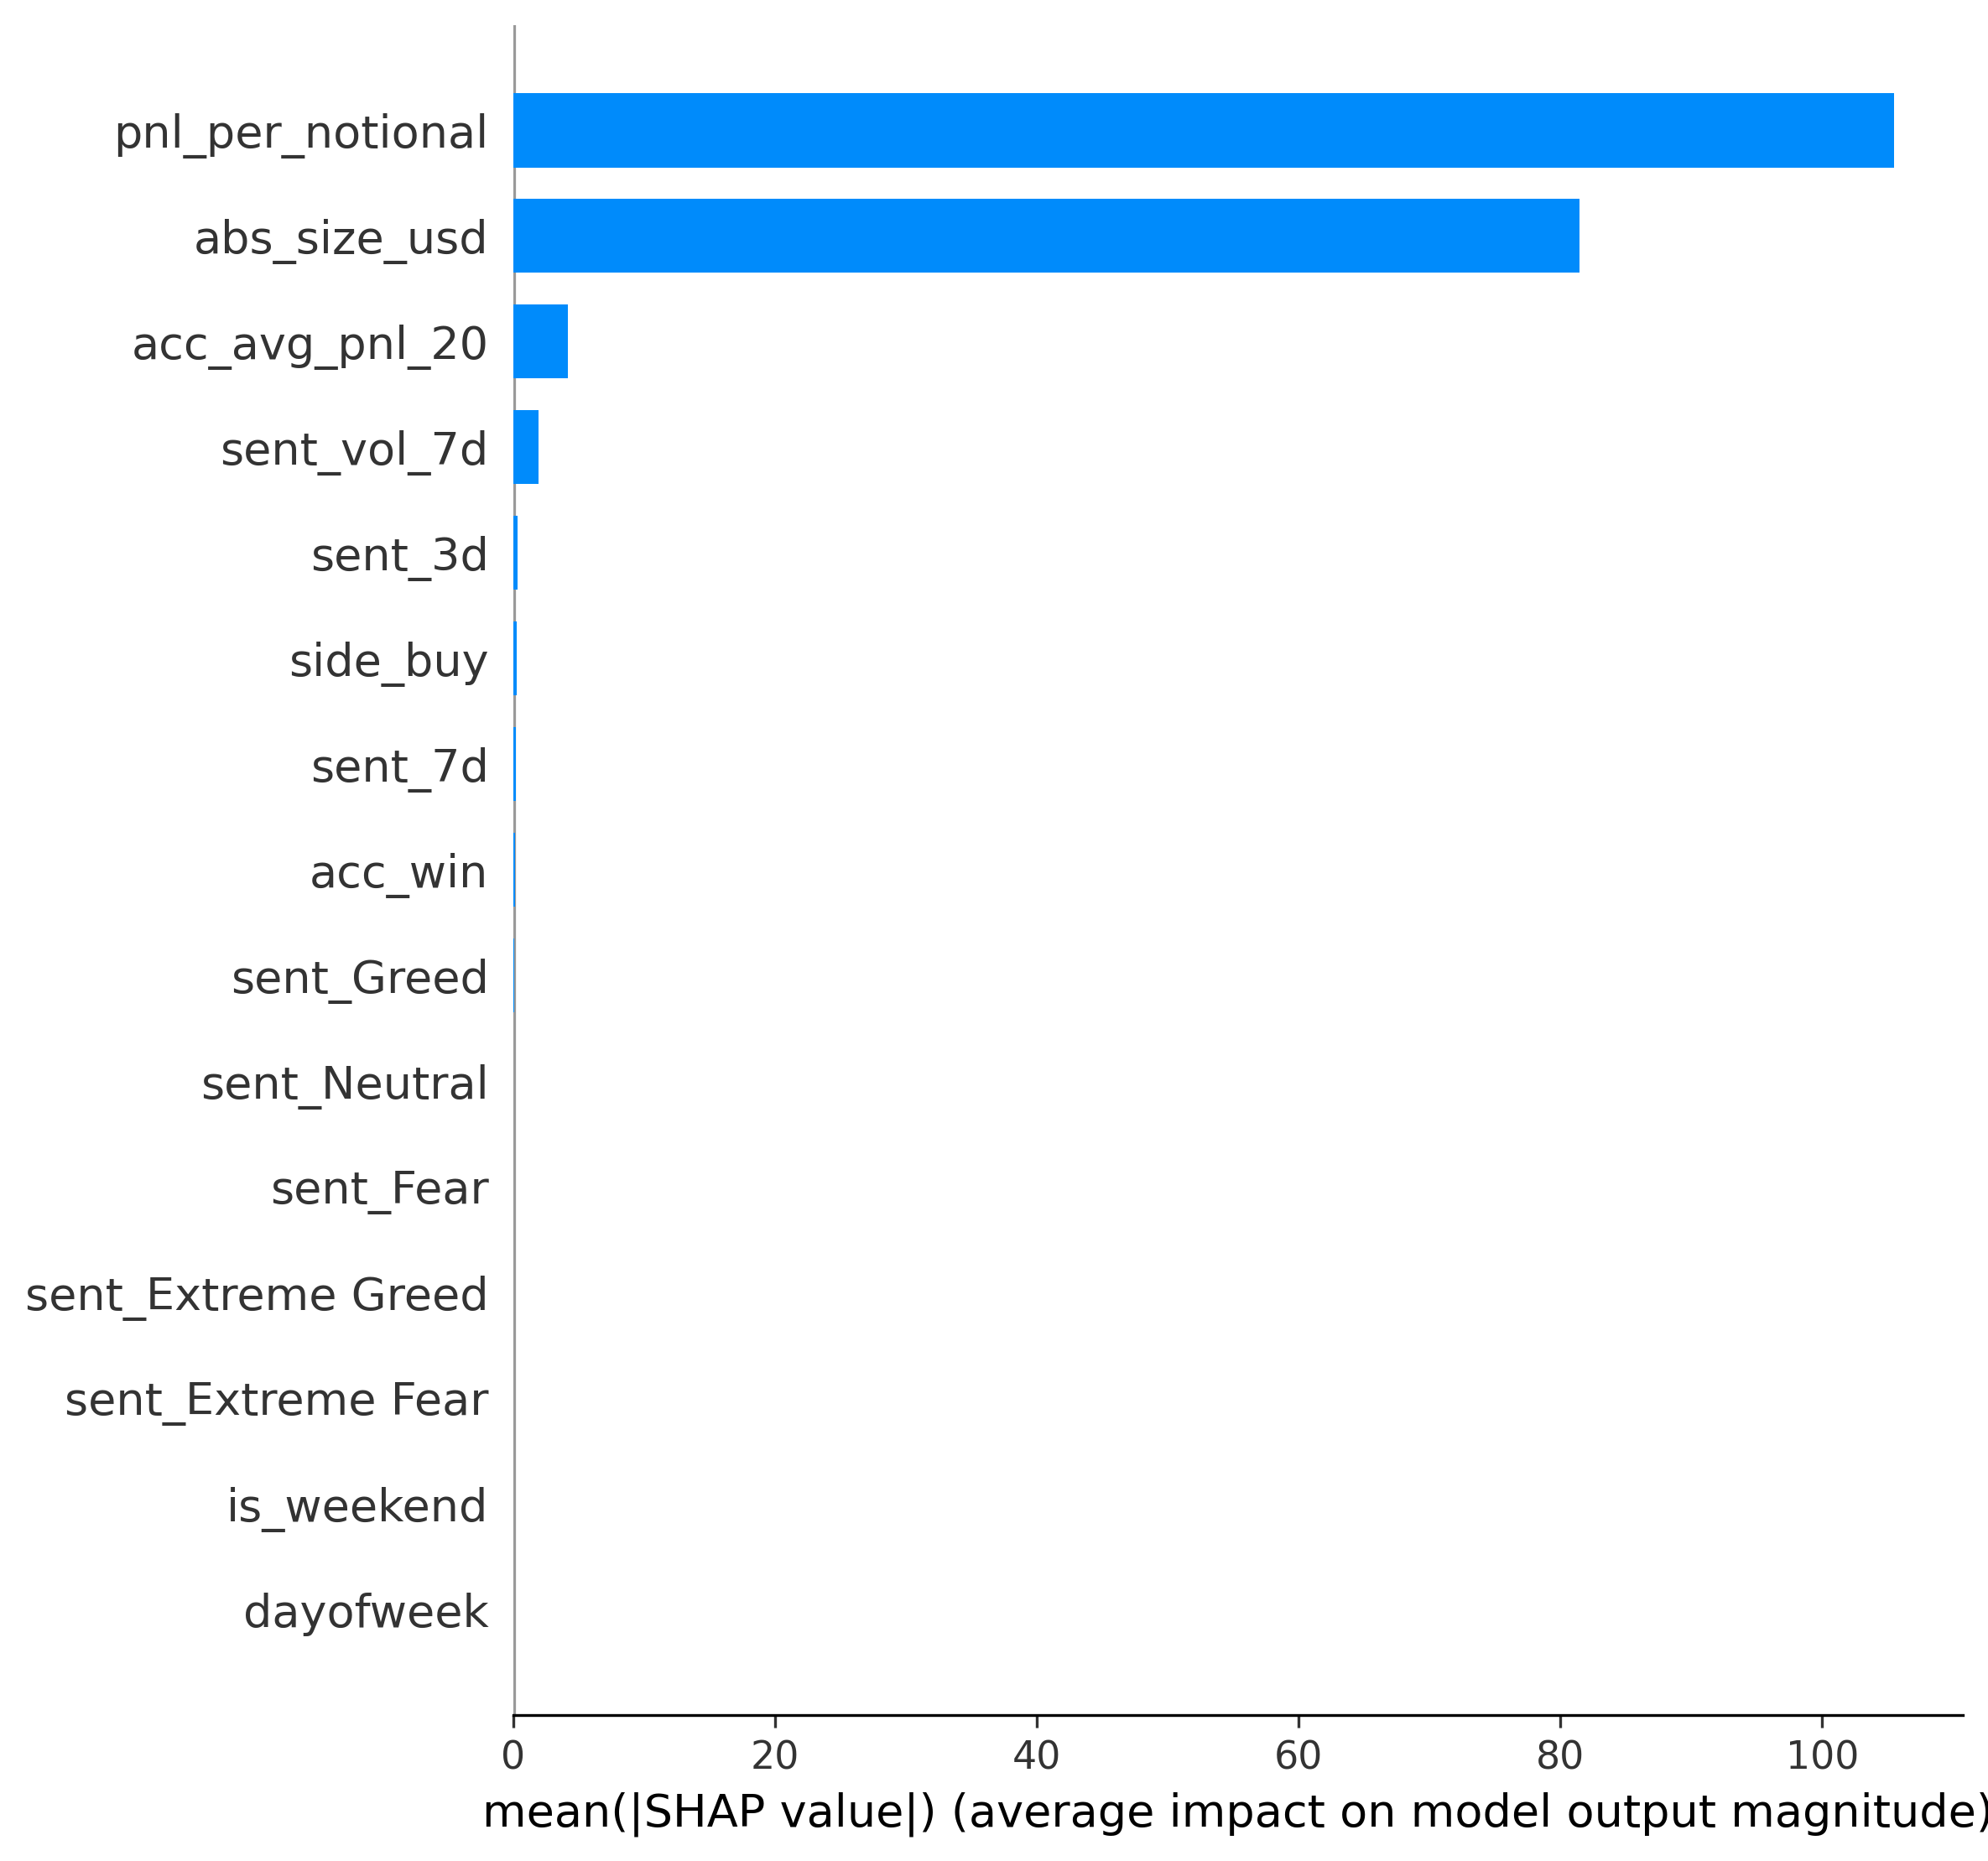 pnl_per_notional
abs_size_usd
acc_avg_pnl_20
sent_vol_7d
sent_3d
side_buy
sent_7d
acc_win
sent_Greed
sent_Neutral
sent_Fear
sent_Extreme Greed
sent_Extreme Fear
is_weekend
dayofweek
0 20 40 60 80 100
mean(|SHAP value|) (average impact on model output magnitude)